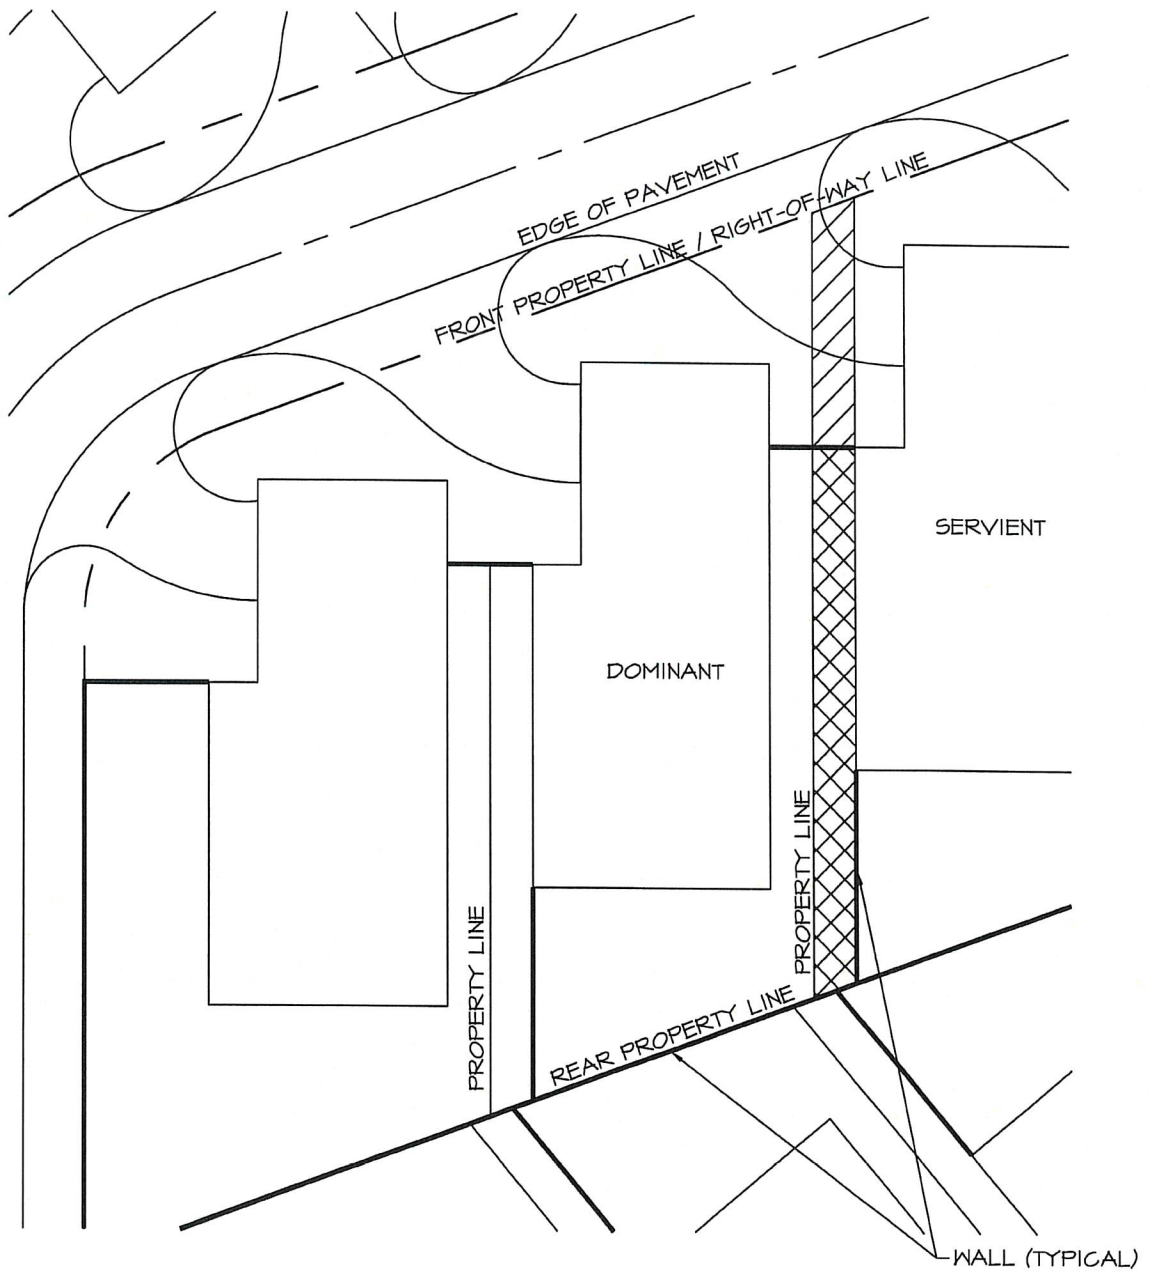 EDGE OF PAVEMENT
FRONT PROPERTY LINE / RIGHT-OF-WAY LINE
SERVIENT
DOMINANT
PROPERTY LINE
PROPERTY LINE
REAR PROPERTY LINE
WALL (TYPICAL)